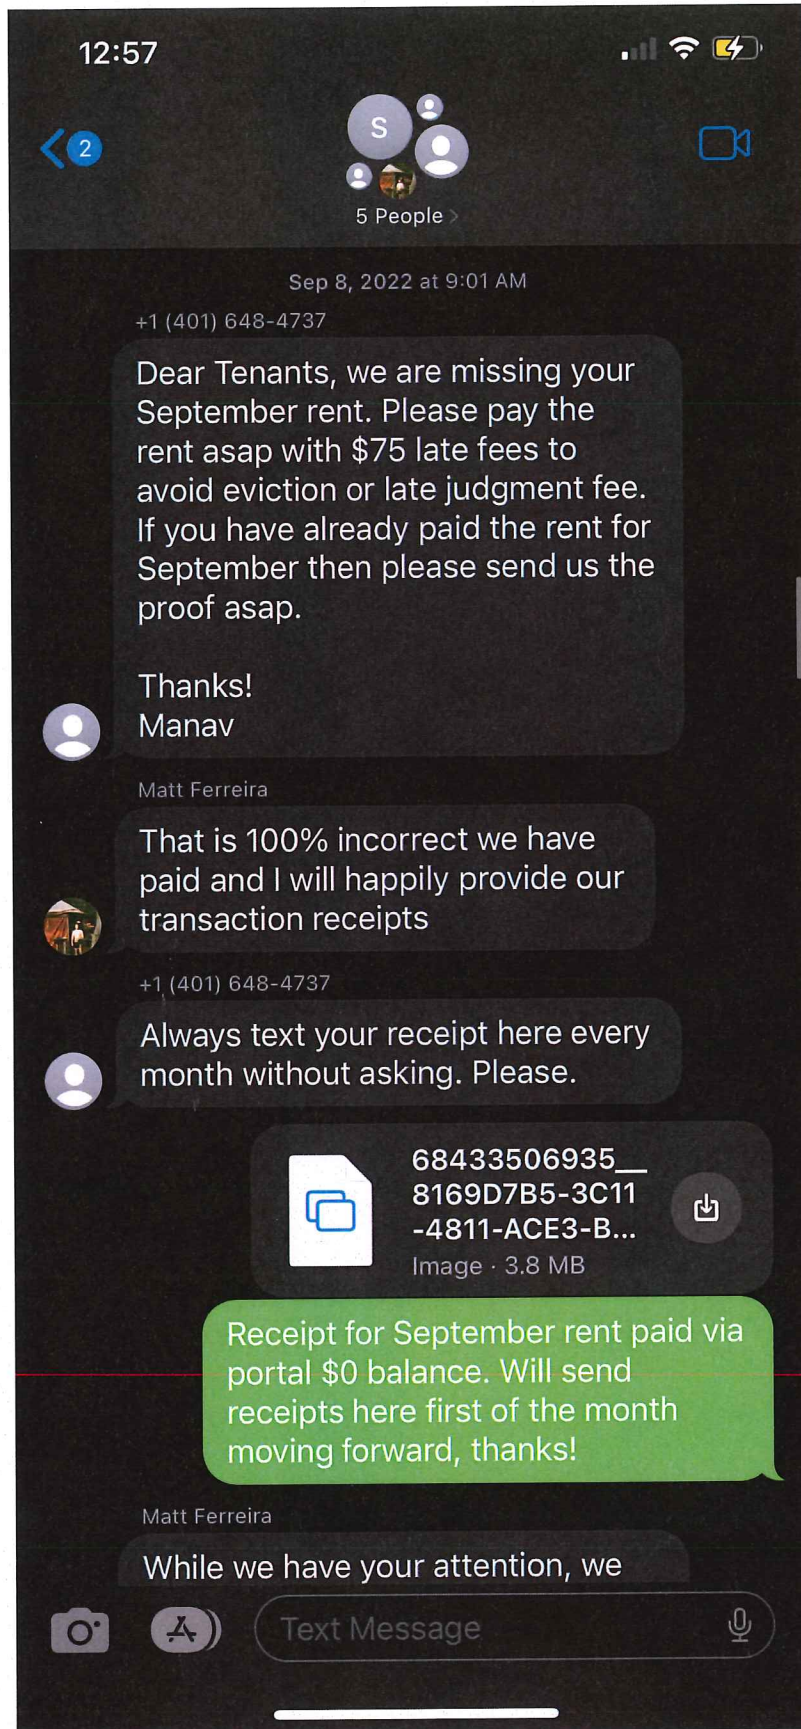 12:57
2
S
5 People >
Sep 8, 2022 at 9:01 AM
+1 (401) 648-4737
Dear Tenants, we are missing your
September rent. Please pay the
rent asap with $75 late fees to
avoid eviction or late judgment fee.
If you have already paid the rent for
September then please send us the
proof asap.
Thanks!
Manav
Matt Ferreira
That is 100% incorrect we have
paid and I will happily provide our
transaction receipts
+1 (401) 648-4737
Always text your receipt here every
month without asking. Please.
68433506935__
8169D7B5-3C11
-4811-ACE3-B...
Image · 3.8 MB
Receipt for September rent paid via
portal $0 balance. Will send
receipts here first of the month
moving forward, thanks!
Matt Ferreira
While we have your attention, we
Text Message